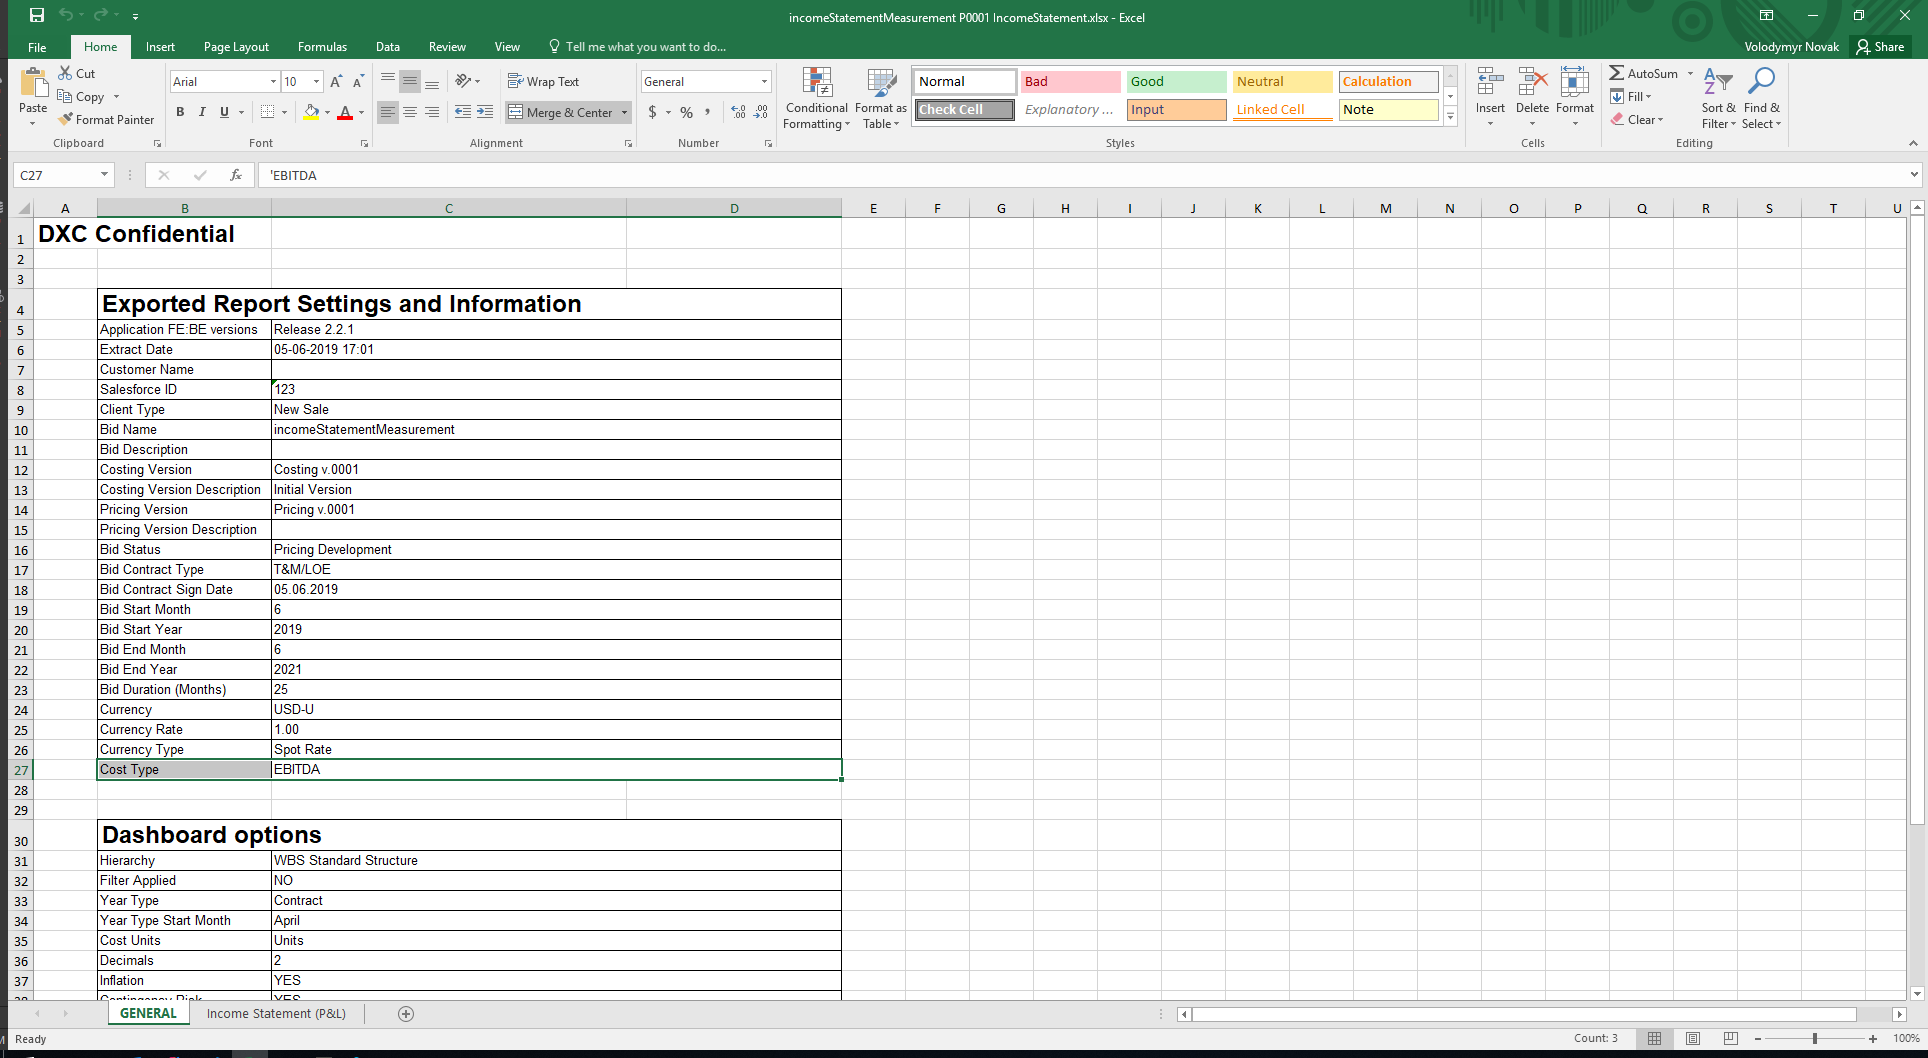 incomeStatementMeasurement P0001 IncomeStatement.xlsx - Excel
File Home Insert Page Layout Formulas Data Review View Tell me what you want to do... Volodymyr Novak Share
Paste Cut Copy Format Painter Clipboard
Arial 10 A A B I U A Font
Wrap Text Merge & Center Alignment
General $ % , Number
Conditional Formatting Format as Table
Normal Bad Good Neutral Calculation
Check Cell Explanatory ... Input Linked Cell Note
Styles
Insert Delete Format Cells
AutoSum Fill Clear Sort & Filter Find & Select Editing
C27 fx 'EBITDA
A B C D E F G H I J K L M N O P Q R S T U
1 DXC Confidential
2
3
4 Exported Report Settings and Information
5 Application FE:BE versions Release 2.2.1
6 Extract Date 05-06-2019 17:01
7 Customer Name
8 Salesforce ID 123
9 Client Type New Sale
10 Bid Name incomeStatementMeasurement
11 Bid Description
12 Costing Version Costing v.0001
13 Costing Version Description Initial Version
14 Pricing Version Pricing v.0001
15 Pricing Version Description
16 Bid Status Pricing Development
17 Bid Contract Type T&M/LOE
18 Bid Contract Sign Date 05.06.2019
19 Bid Start Month 6
20 Bid Start Year 2019
21 Bid End Month 6
22 Bid End Year 2021
23 Bid Duration (Months) 25
24 Currency USD-U
25 Currency Rate 1.00
26 Currency Type Spot Rate
27 Cost Type EBITDA
28
29
30 Dashboard options
31 Hierarchy WBS Standard Structure
32 Filter Applied NO
33 Year Type Contract
34 Year Type Start Month April
35 Cost Units Units
36 Decimals 2
37 Inflation YES
38 Contingency Risk YES
GENERAL Income Statement (P&L)
Ready Count: 3 100%